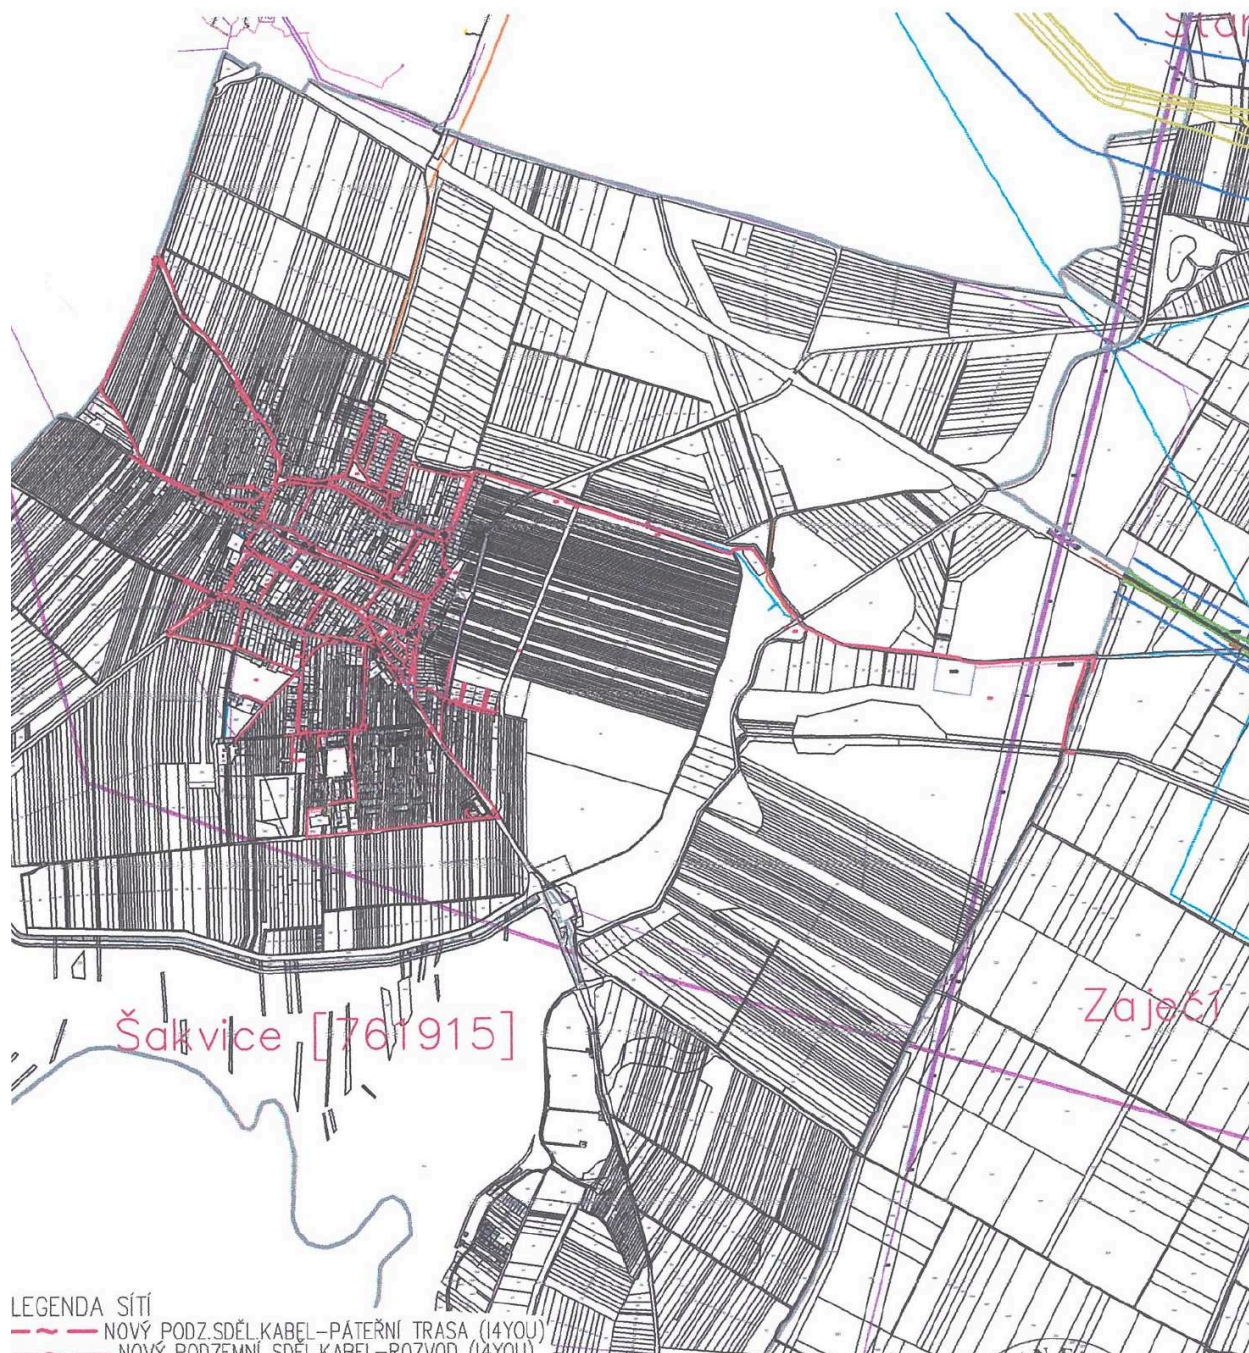 Šakvice [761915]
Zaječí
LEGENDA SÍTÍ
NOVÝ PODZ.SDĚL.KABEL-PÁTEŘNÍ TRASA (I4YOU)
NOVÝ PODZEMNÍ SDĚL.KABEL-ROZVOD (I4YOU)